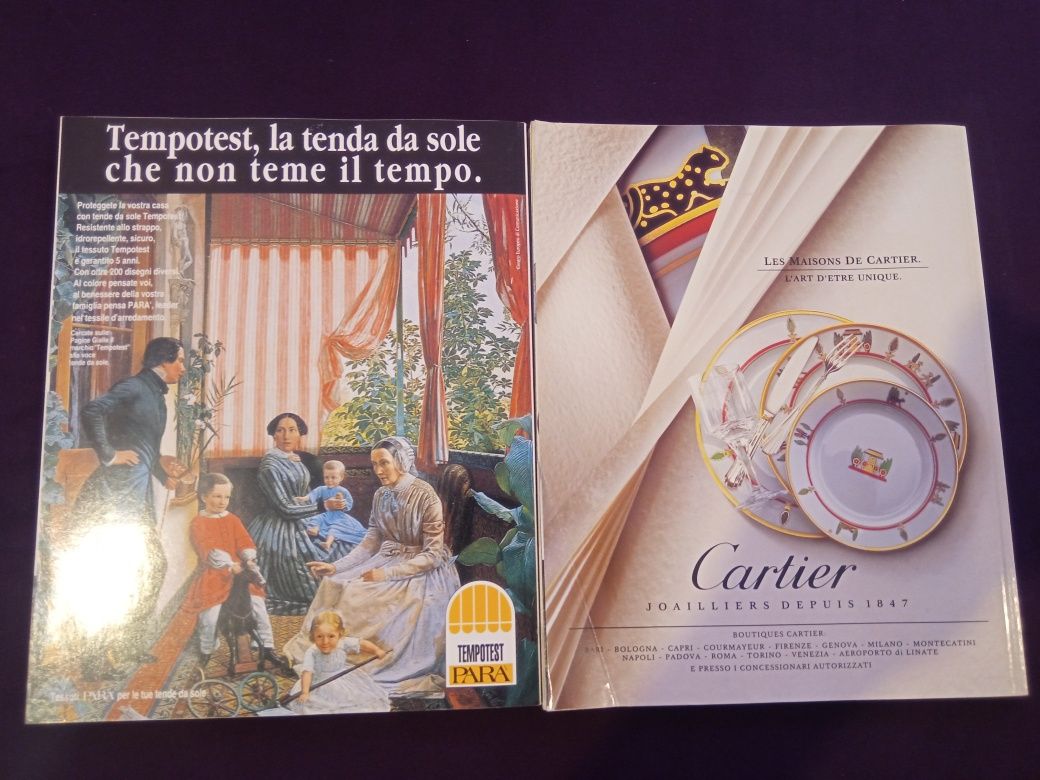 Tempotest, la tenda da sole
che non teme il tempo.
Proteggete la vostra casa
con tende da sole Tempotest.
Resistente allo strappo,
idrorepellente, sicuro,
il tessuto Tempotest
è garantito 5 anni.
Con oltre 200 disegni diversi.
Al colore pensate voi,
al benessere della vostra
famiglia pensa PARA', leader
nel tessile d'arredamento.
Cercate sulle
Pagine Gialle il
marchio "Tempotest"
alla voce
tende da sole.
TEMPOTEST
PARÀ
Tessuti PARÀ per le tue tende da sole
LES MAISONS DE CARTIER.
L'ART D'ETRE UNIQUE.
Cartier
JOAILLIERS DEPUIS 1847
BOUTIQUES CARTIER.
BARI - BOLOGNA - CAPRI - COURMAYEUR - FIRENZE - GENOVA - MILANO - MONTECATINI
NAPOLI - PADOVA - ROMA - TORINO - VENEZIA - AEROPORTO di LINATE
E PRESSO I CONCESSIONARI AUTORIZZATI